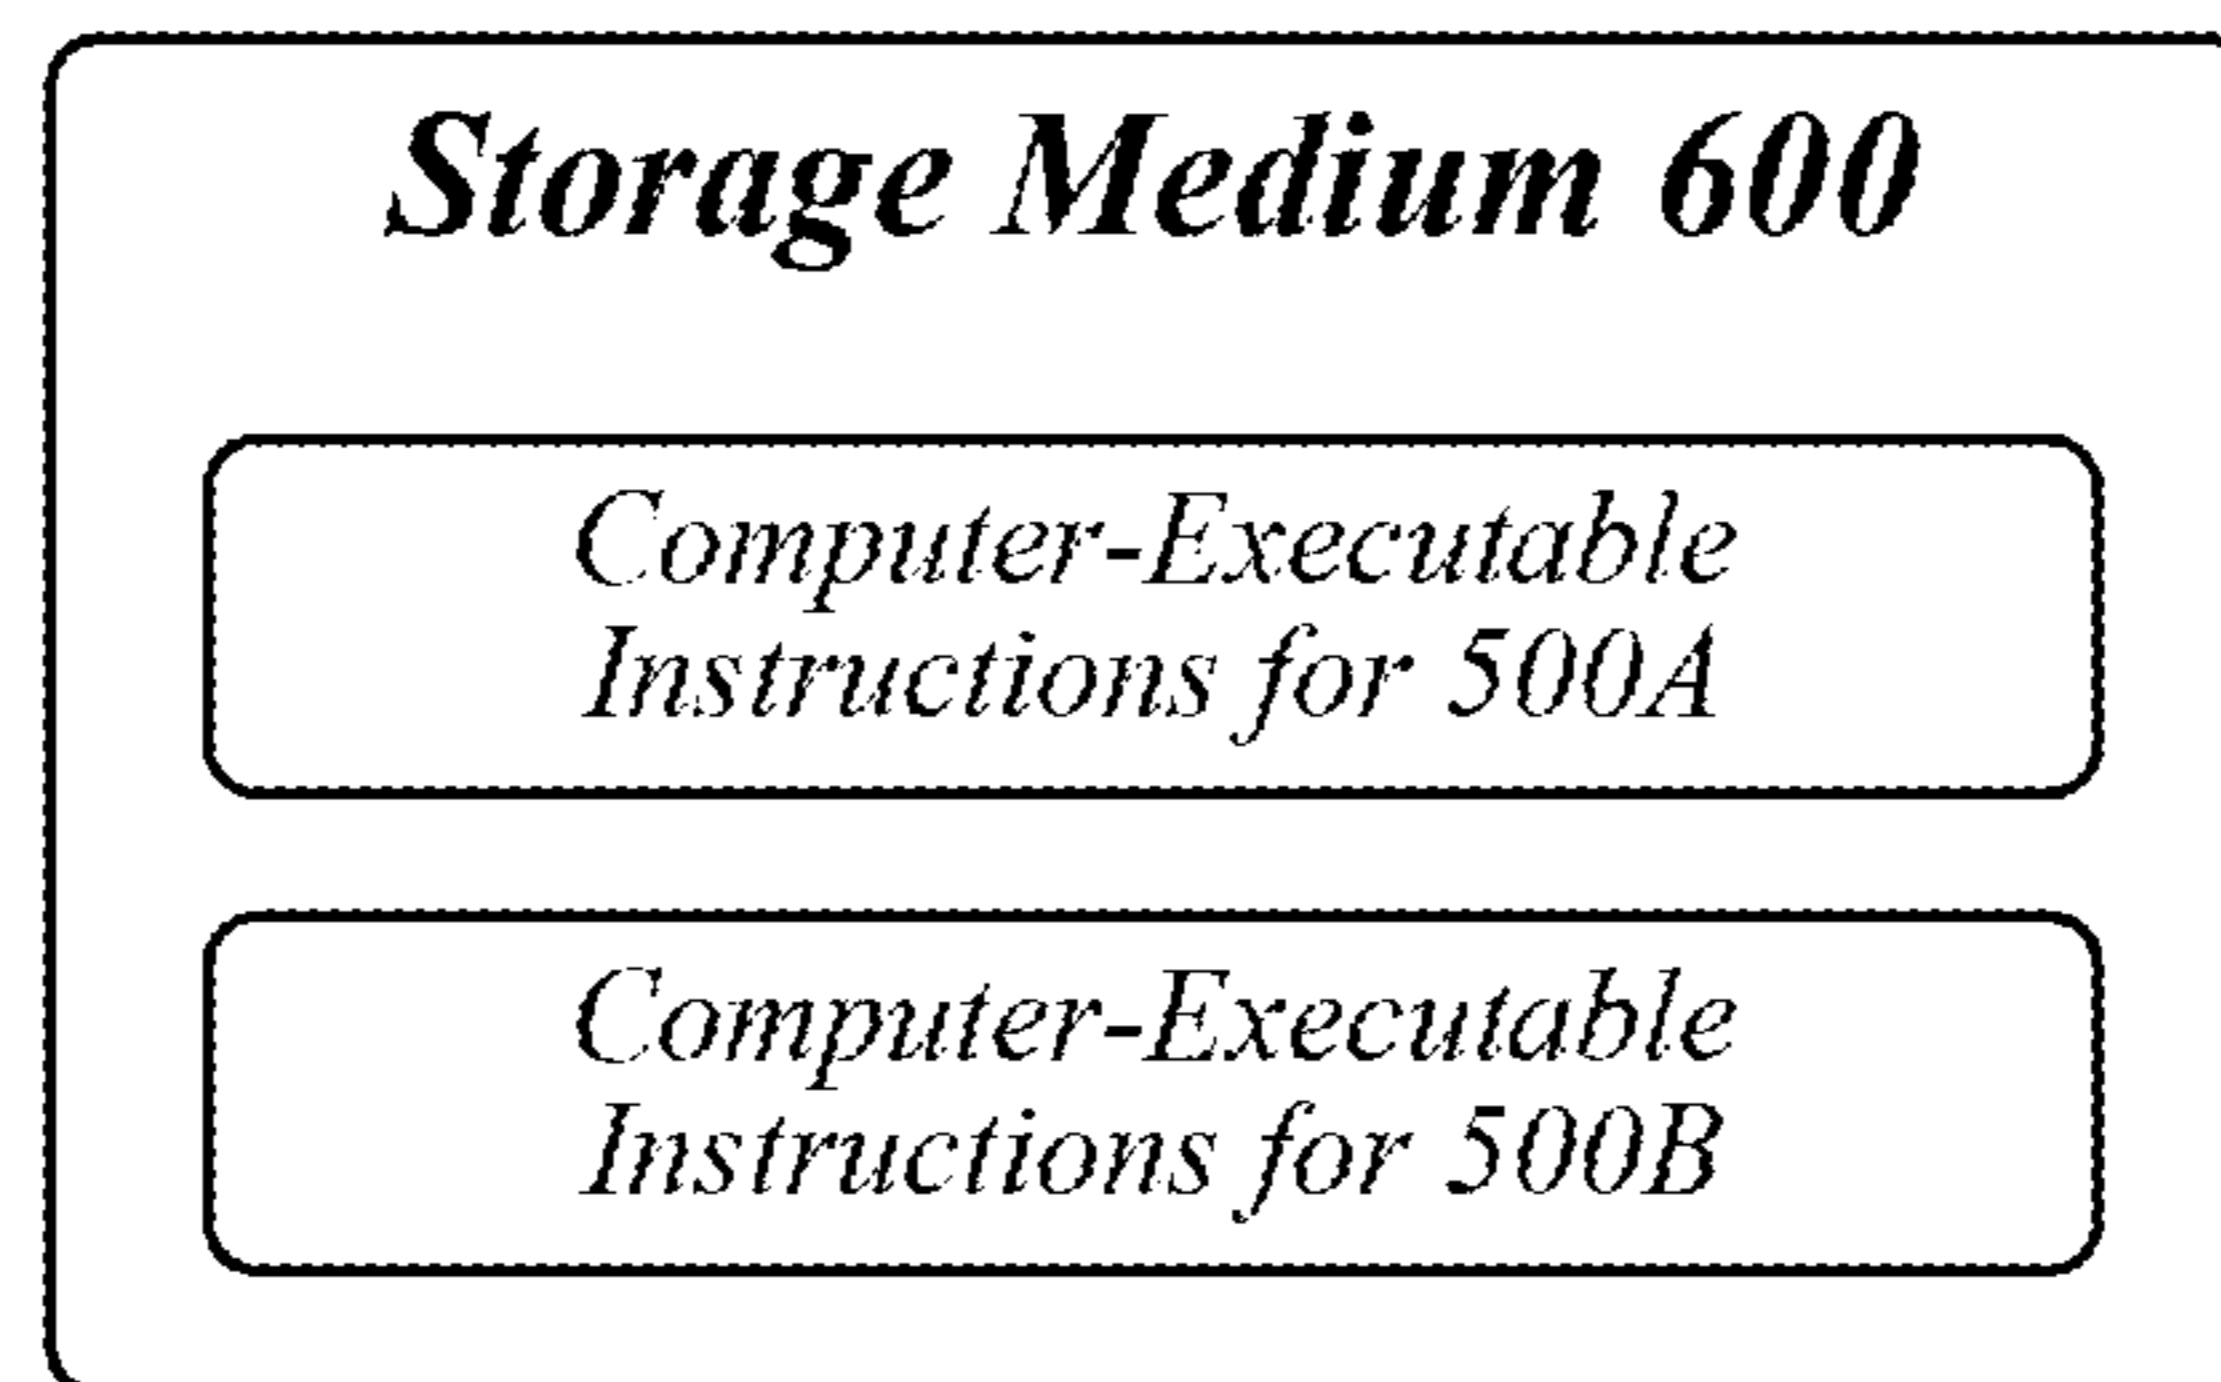 Storage Medium 600
Computer-Executable
Instructions for 500A
Computer-Executable
Instructions for 500B